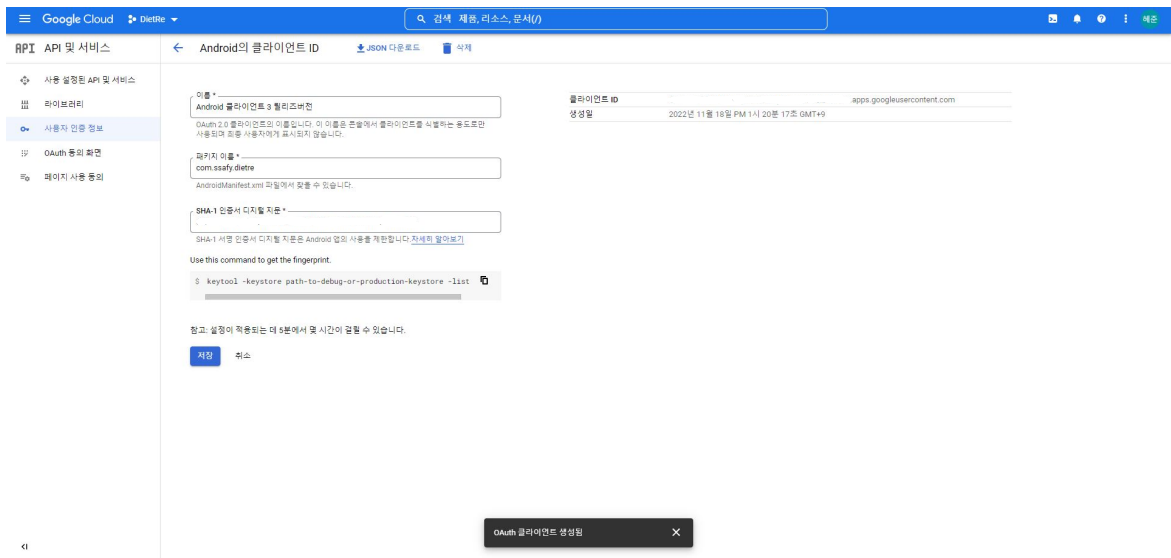 Google Cloud DietRe
검색 제품, 리소스, 문서(/)
해준
API API 및 서비스
Android의 클라이언트 ID
JSON 다운로드
삭제
사용 설정된 API 및 서비스
라이브러리
사용자 인증 정보
OAuth 동의 화면
페이지 사용 동의
이름 *
Android 클라이언트 3 릴리즈버전
OAuth 2.0 클라이언트의 이름입니다. 이 이름은 콘솔에서 클라이언트를 식별하는 용도로만
사용되며 최종 사용자에게 표시되지 않습니다.
패키지 이름 *
com.ssafy.dietre
AndroidManifest.xml 파일에서 찾을 수 있습니다.
SHA-1 인증서 디지털 지문 *
SHA-1 서명 인증서 디지털 지문은 Android 앱의 사용을 제한합니다.자세히 알아보기
Use this command to get the fingerprint.
$ keytool -keystore path-to-debug-or-production-keystore -list
참고: 설정이 적용되는 데 5분에서 몇 시간이 걸릴 수 있습니다.
저장
취소
클라이언트 ID apps.googleusercontent.com
생성일 2022년 11월 18일 PM 1시 20분 17초 GMT+9
OAuth 클라이언트 생성됨